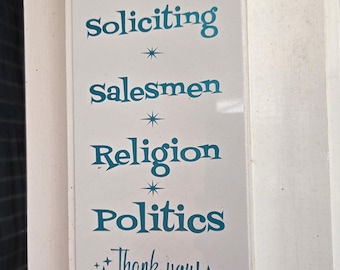 Soliciting
Salesmen
Religion
Politics
Thank you!